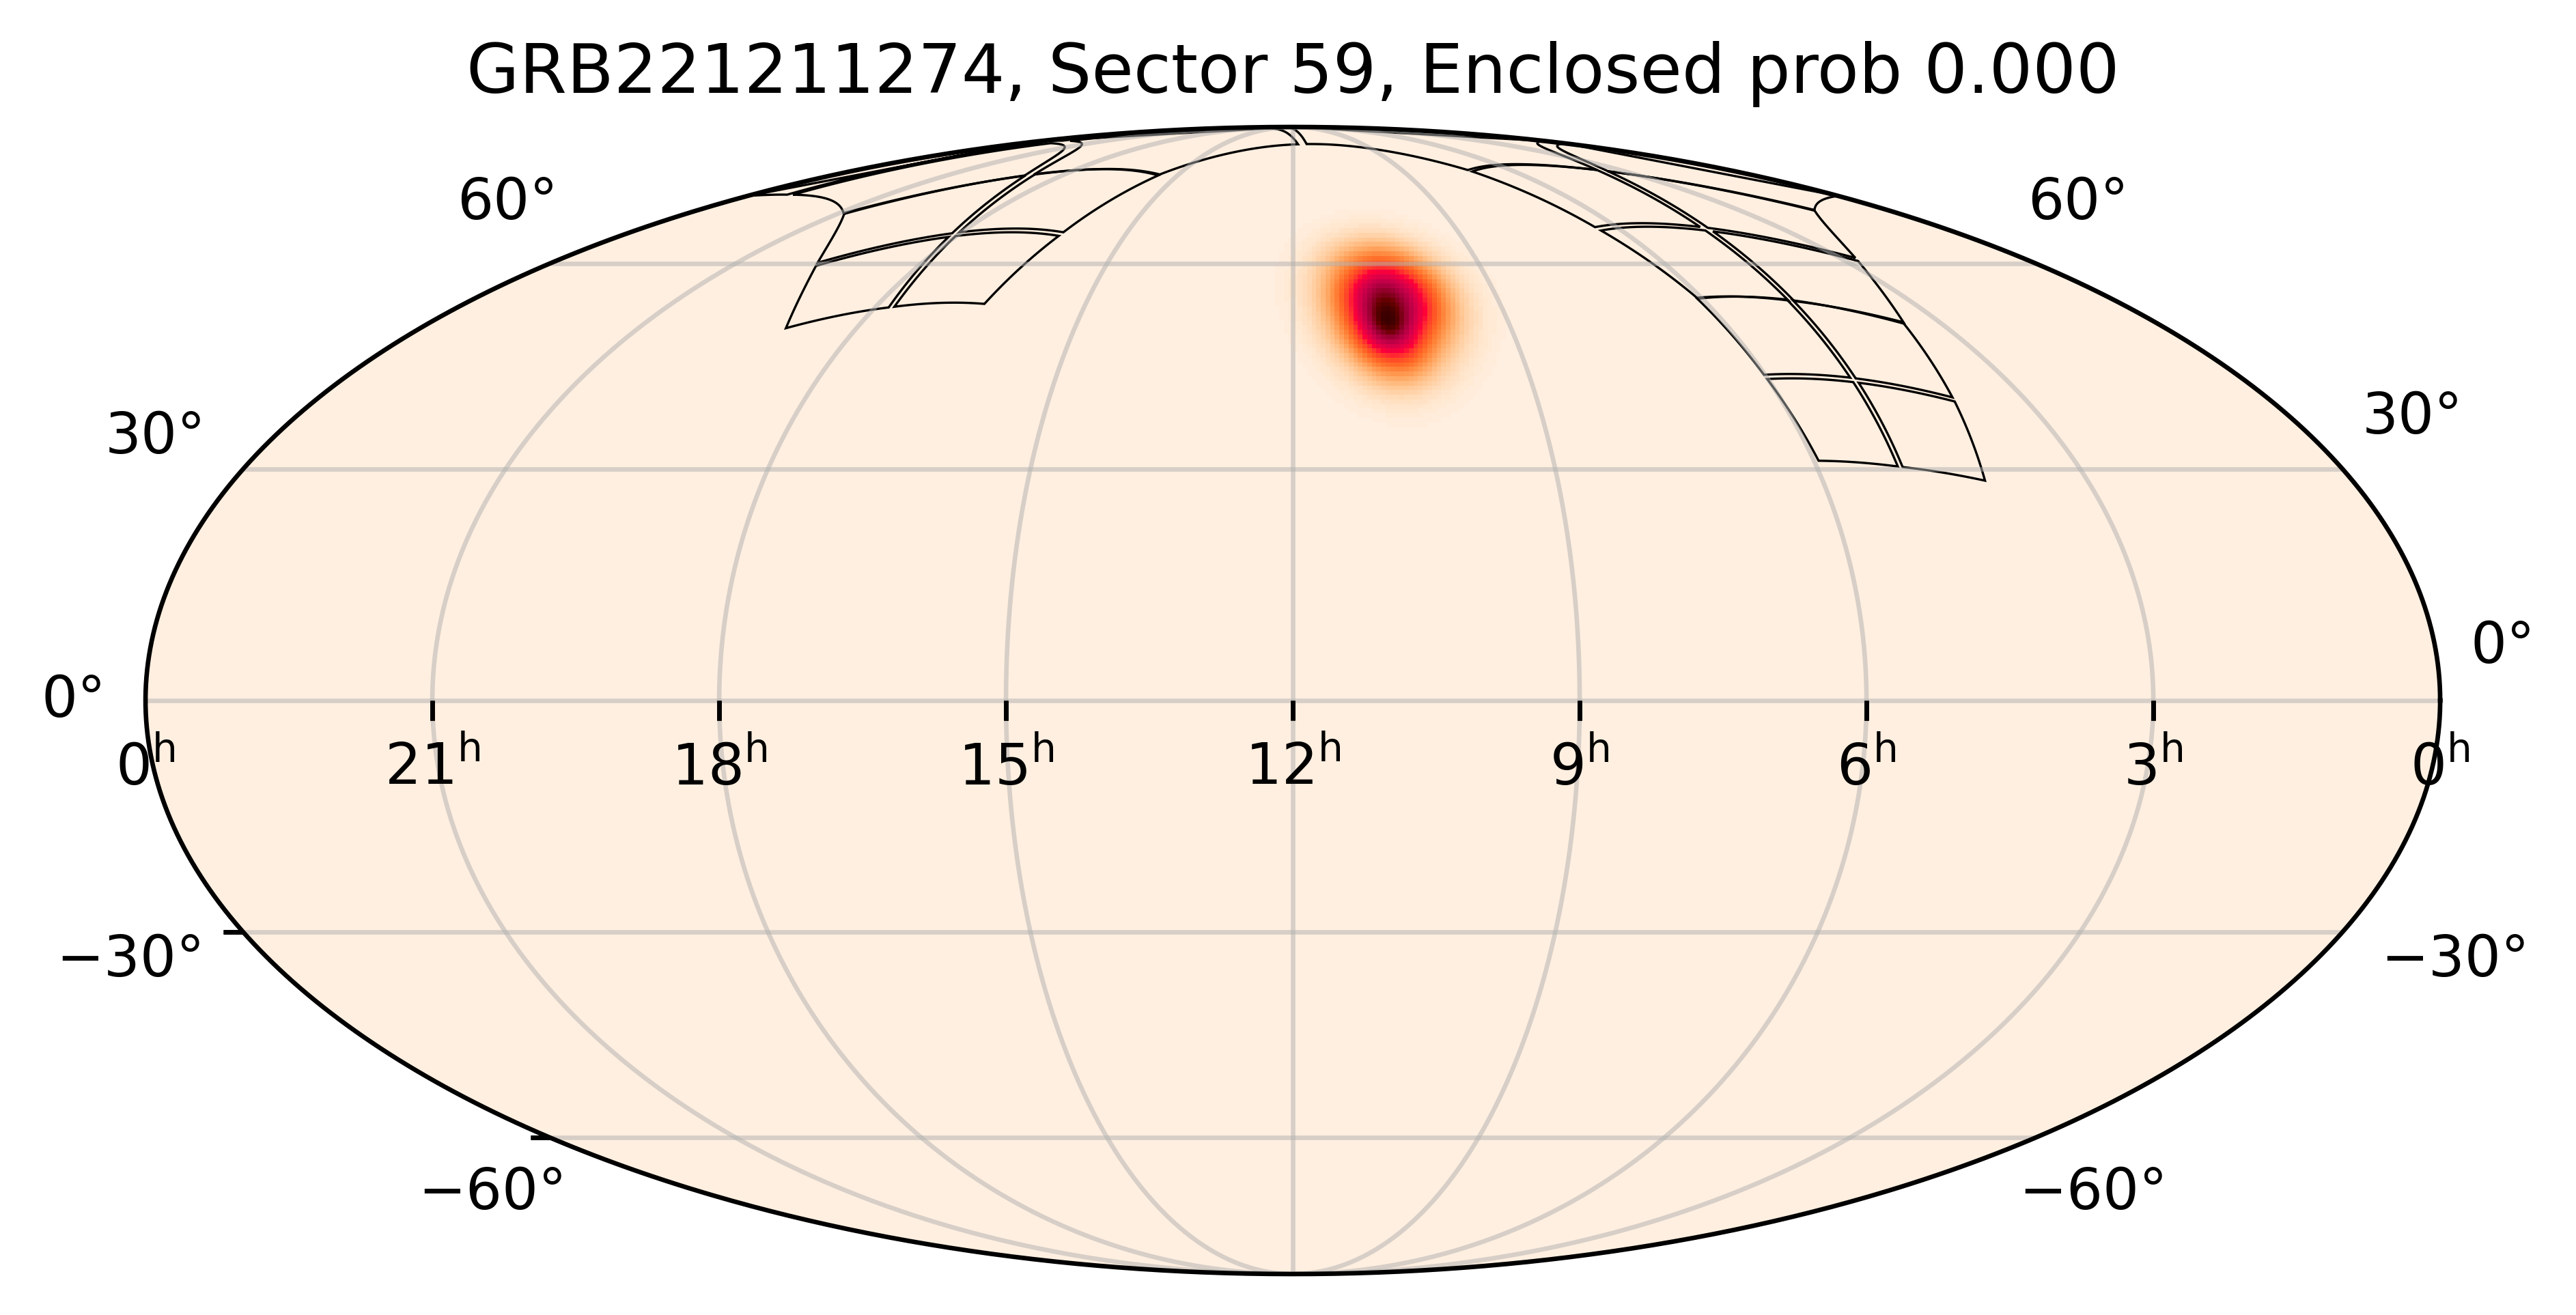 GRB221211274, Sector 59, Enclosed prob 0.000
60° 60°
30° 30°
0° 0°
0h 21h 18h 15h 12h 9h 6h 3h 0h
−30° −30°
−60° −60°